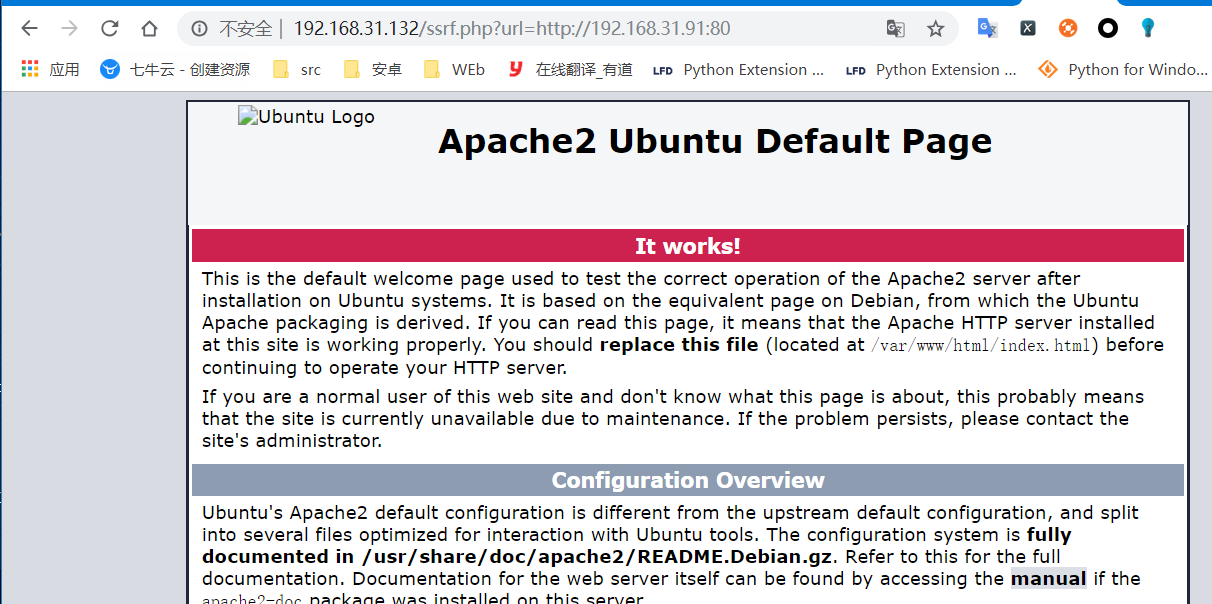 不安全 | 192.168.31.132/ssrf.php?url=http://192.168.31.91:80
应用 七牛云 - 创建资源 src 安卓 WEb 在线翻译_有道 LFD Python Extension ... LFD Python Extension ... Python for Windo...
Ubuntu Logo
Apache2 Ubuntu Default Page
It works!
This is the default welcome page used to test the correct operation of the Apache2 server after
installation on Ubuntu systems. It is based on the equivalent page on Debian, from which the Ubuntu
Apache packaging is derived. If you can read this page, it means that the Apache HTTP server installed
at this site is working properly. You should replace this file (located at /var/www/html/index.html) before
continuing to operate your HTTP server.
If you are a normal user of this web site and don't know what this page is about, this probably means
that the site is currently unavailable due to maintenance. If the problem persists, please contact the
site's administrator.
Configuration Overview
Ubuntu's Apache2 default configuration is different from the upstream default configuration, and split
into several files optimized for interaction with Ubuntu tools. The configuration system is fully
documented in /usr/share/doc/apache2/README.Debian.gz. Refer to this for the full
documentation. Documentation for the web server itself can be found by accessing the manual if the
apache2-doc package was installed on this server.